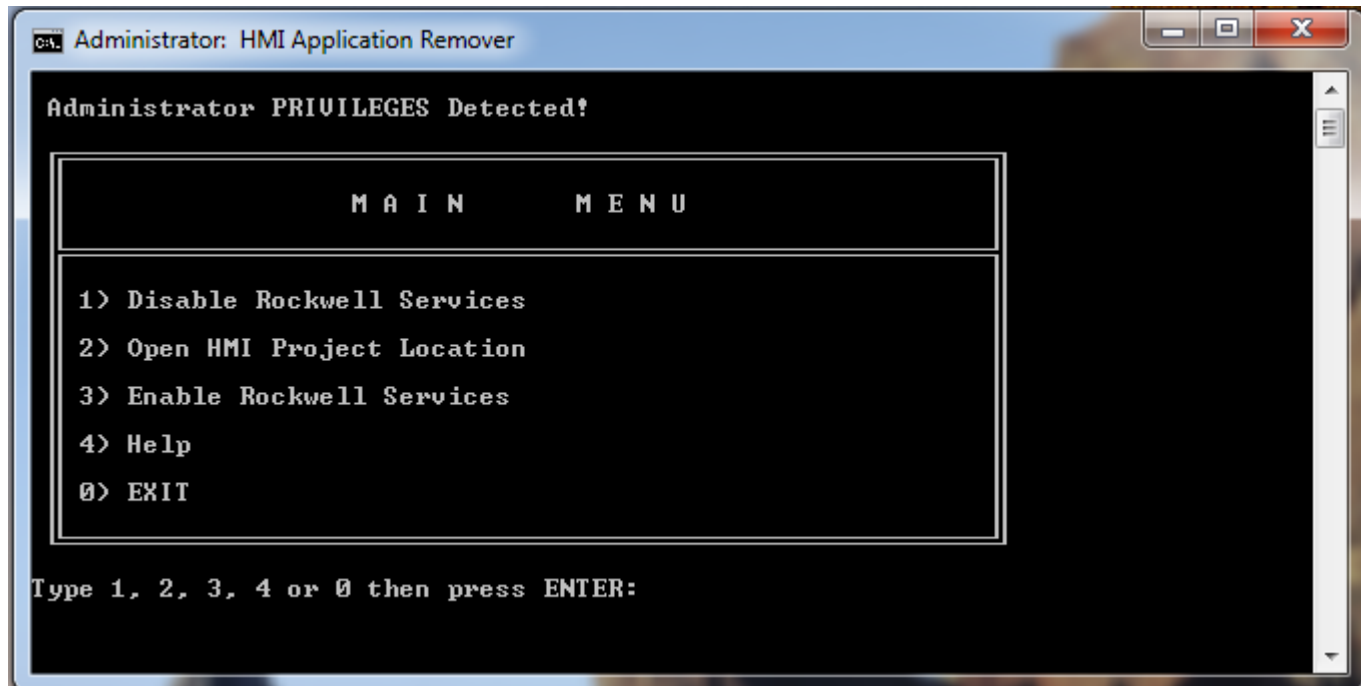 Administrator: HMI Application Remover
Administrator PRIVILEGES Detected!
M A I N M E N U
1) Disable Rockwell Services
2) Open HMI Project Location
3) Enable Rockwell Services
4) Help
0) EXIT
Type 1, 2, 3, 4 or 0 then press ENTER: